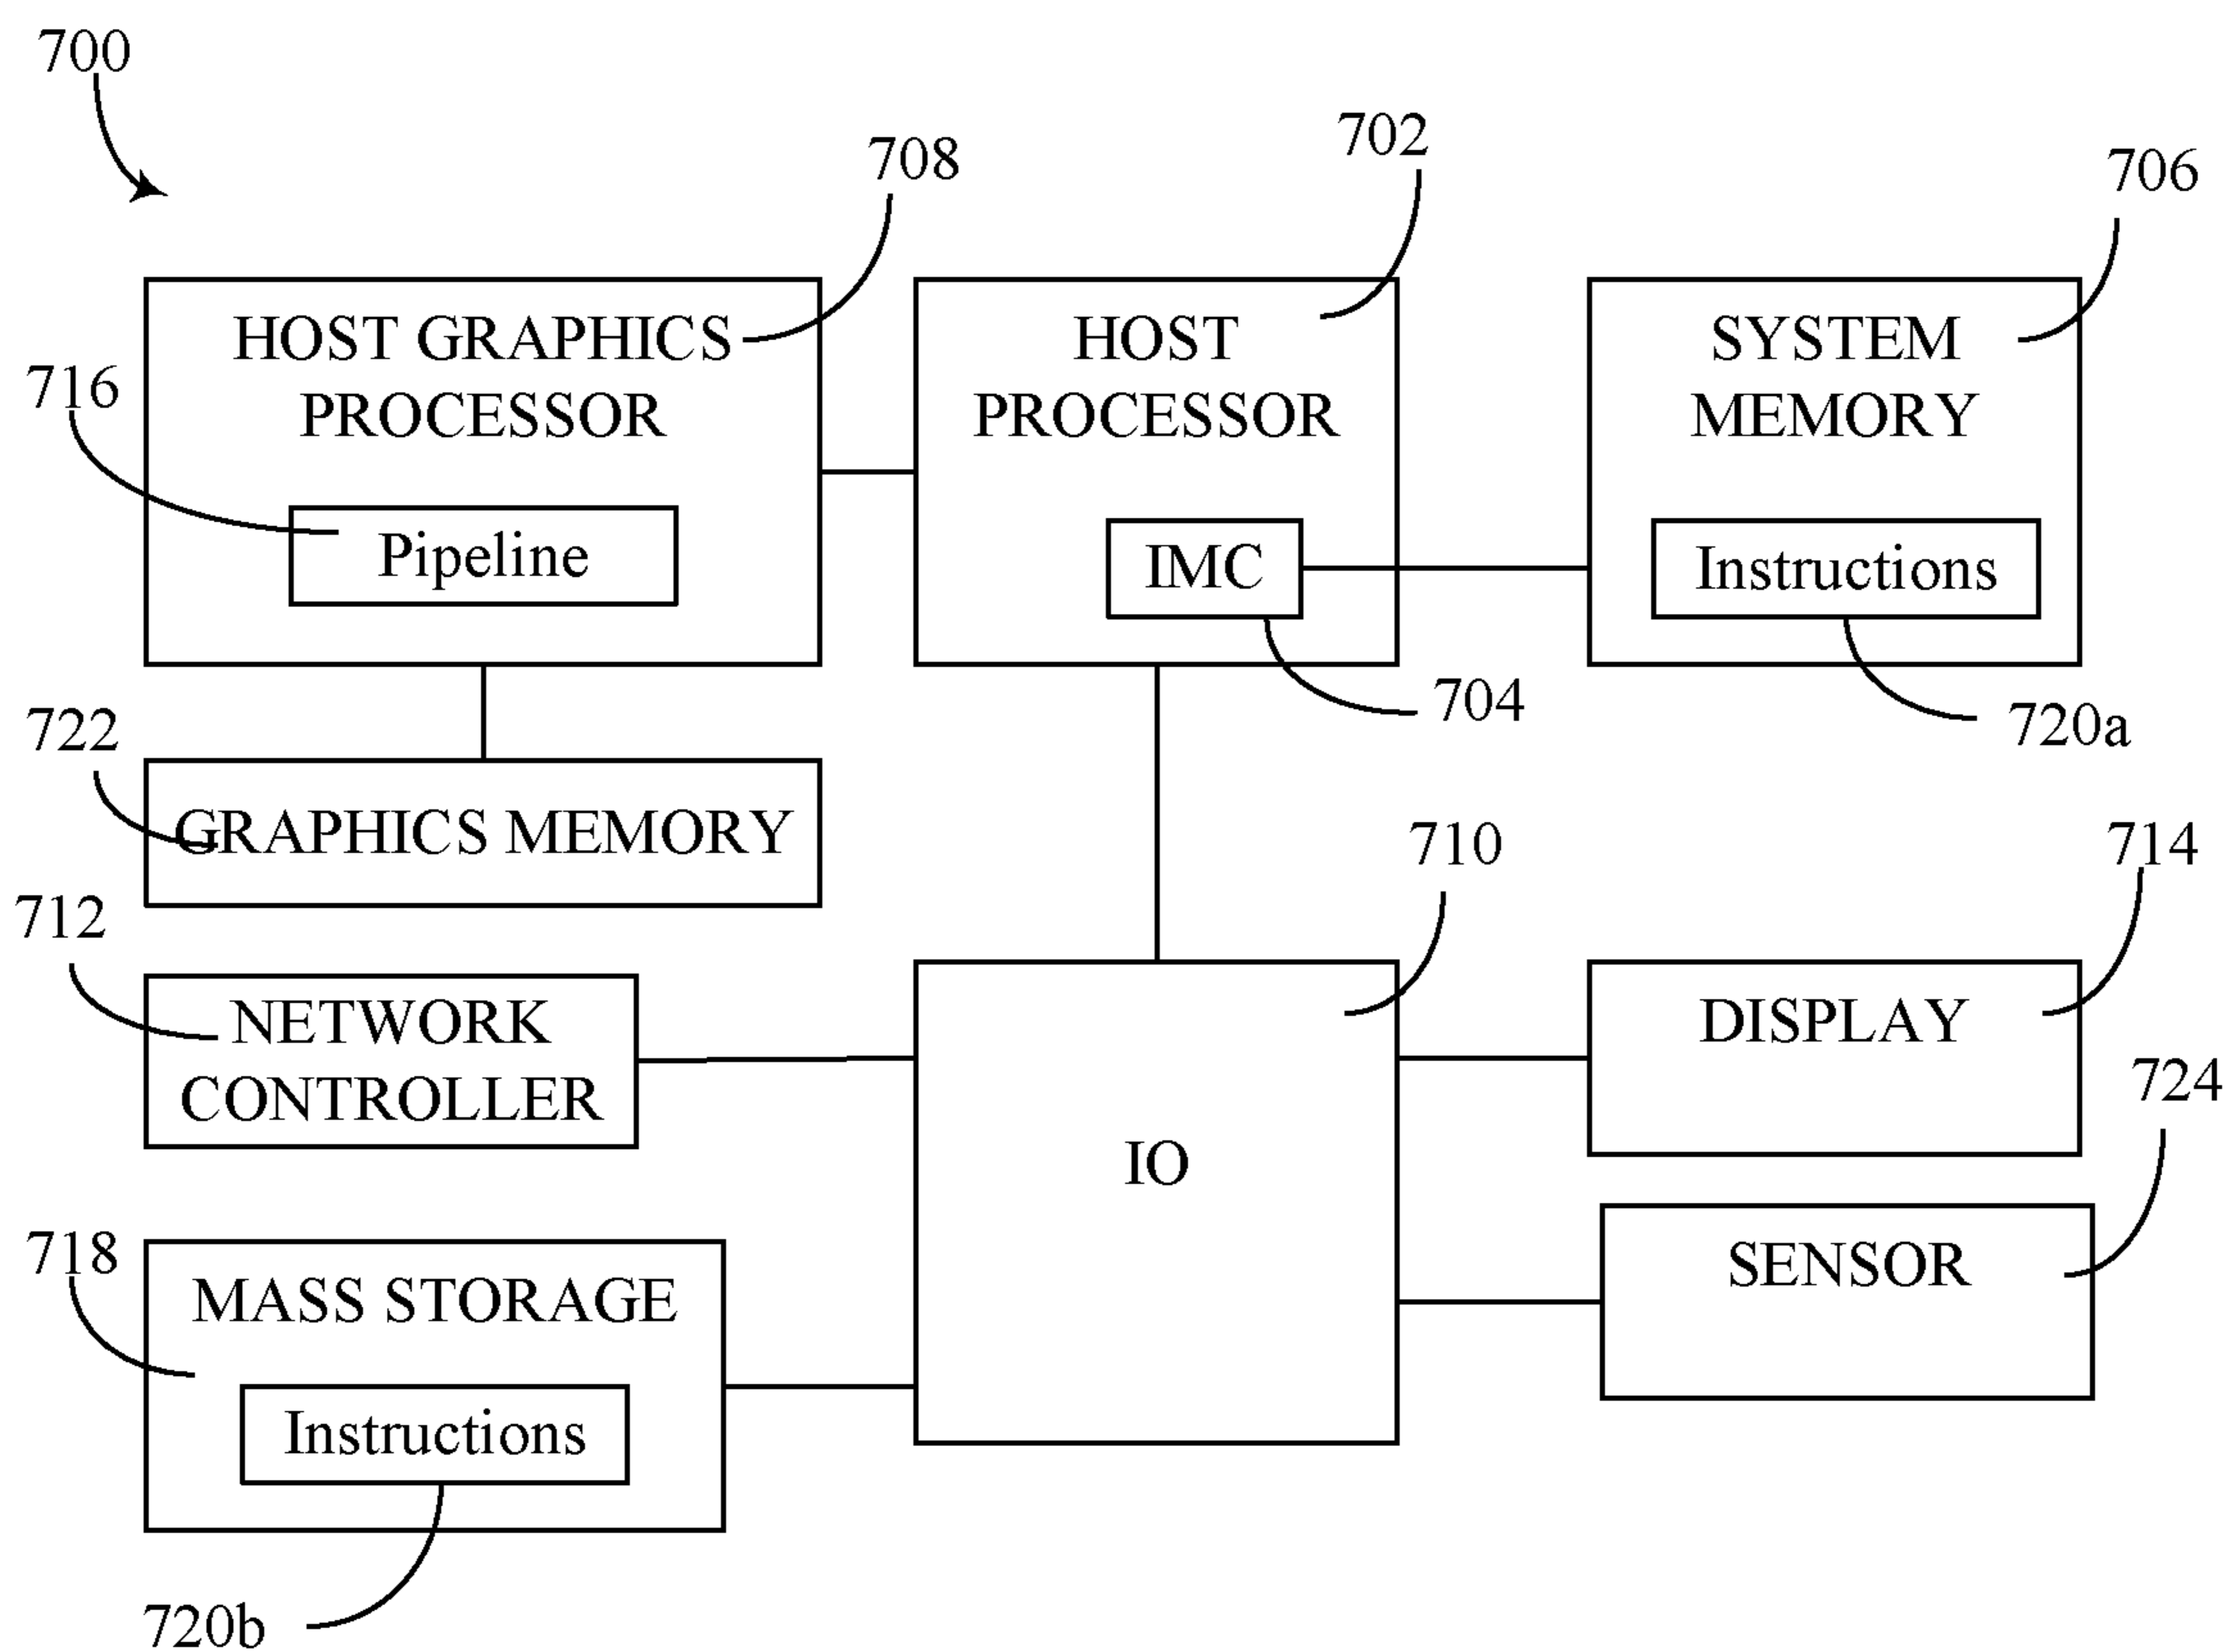 700
708
702
706
HOST GRAPHICS
PROCESSOR
716
Pipeline
HOST
PROCESSOR
IMC
704
SYSTEM
MEMORY
Instructions
720a
722
GRAPHICS MEMORY
712
NETWORK
CONTROLLER
710
IO
714
DISPLAY
724
SENSOR
718
MASS STORAGE
Instructions
720b